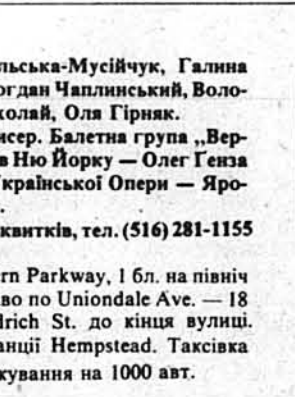 льська-Мусійчук, Галина
огдан Чаплинський, Воло-
колай, Оля Гірняк.
исер. Балетна група „Вер-
в Ню Йорку — Олег Ґенза
країнської Опери — Яро-
.
квитків, тел. (516) 281-1155
rn Parkway, 1 бл. на північ
во по Uniondale Ave. — 18
drich St. до кінця вулиці.
анції Hempstead. Таксівка
кування на 1000 авт.